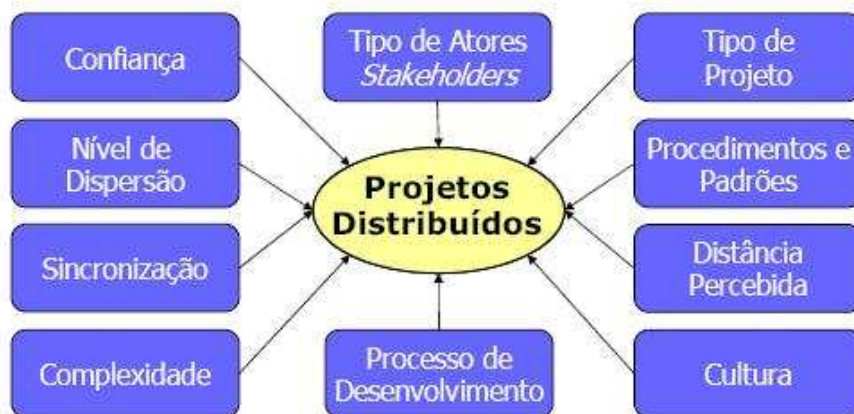 Confiança
Tipo de Atores
Stakeholders
Tipo de
Projeto
Nível de
Dispersão
Projetos
Distribuídos
Procedimentos e
Padrões
Sincronização
Distância
Percebida
Complexidade
Processo de
Desenvolvimento
Cultura